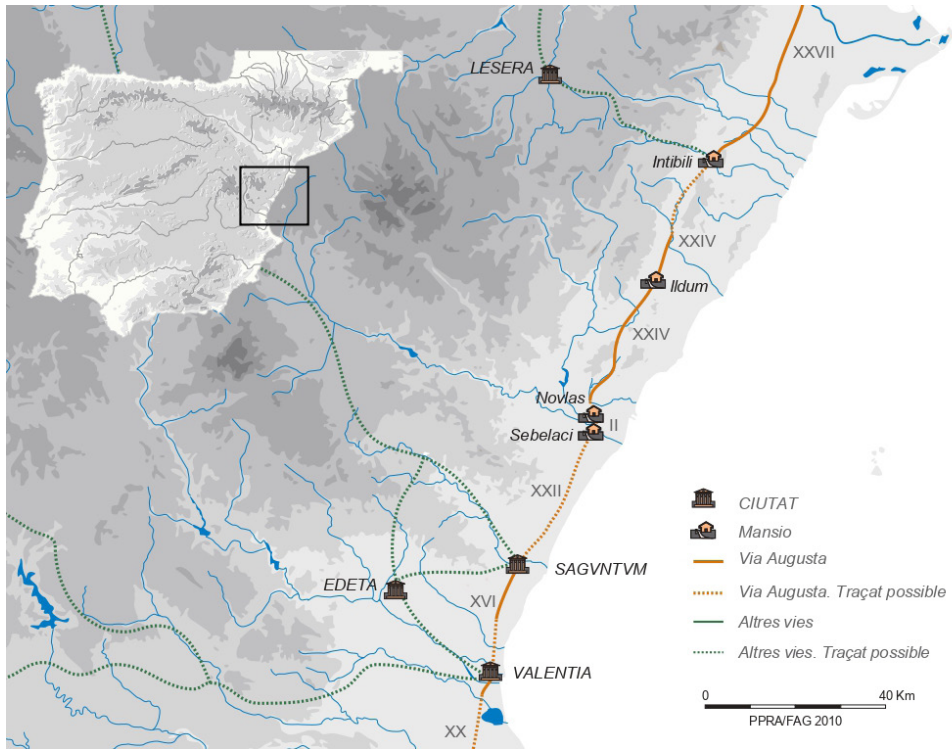 XXVII
LESERA
Intibili
XXIV
Ildum
XXIV
Novlas
II
Sebelaci
XXII
SAGVNTVM
EDETA
XVI
VALENTIA
XX
CIUTAT
Mansio
Via Augusta
Via Augusta. Traçat possible
Altres vies
Altres vies. Traçat possible
0 40 Km
PPRA/FAG 2010